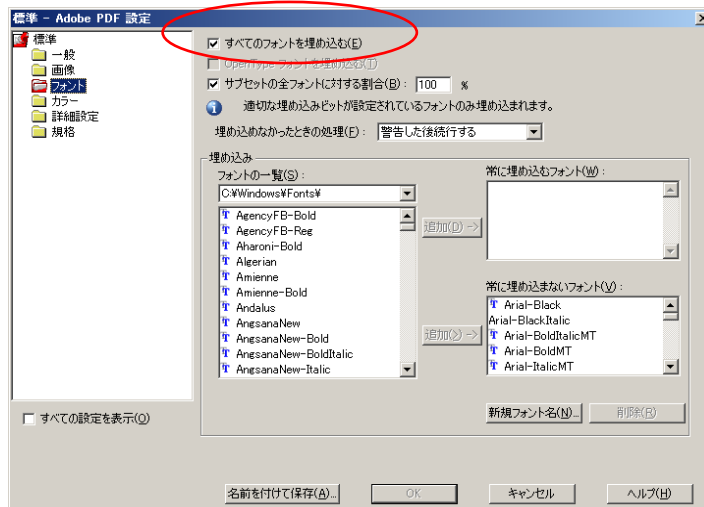 標準 - Adobe PDF 設定
標準
一般
画像
フォント
カラー
詳細設定
規格
すべての設定を表示(O)
すべてのフォントを埋め込む(E)
OpenType フォントを埋め込む(T)
サブセットの全フォントに対する割合(B): 100 %
適切な埋め込みビットが設定されているフォントのみ埋め込まれます。
埋め込めなかったときの処理(F): 警告した後続行する
埋め込み
フォントの一覧(S):
C:¥Windows¥Fonts¥
AgencyFB-Bold
AgencyFB-Reg
Aharoni-Bold
Algerian
Amienne
Amienne-Bold
Andalus
AngsanaNew
AngsanaNew-Bold
AngsanaNew-BoldItalic
AngsanaNew-Italic
追加(D) ->
追加(>) ->
常に埋め込むフォント(W):
常に埋め込まないフォント(V):
Arial-Black
Arial-BlackItalic
Arial-BoldItalicMT
Arial-BoldMT
Arial-ItalicMT
新規フォント名(N)...
削除(R)
名前を付けて保存(A)...
OK
キャンセル
ヘルプ(H)